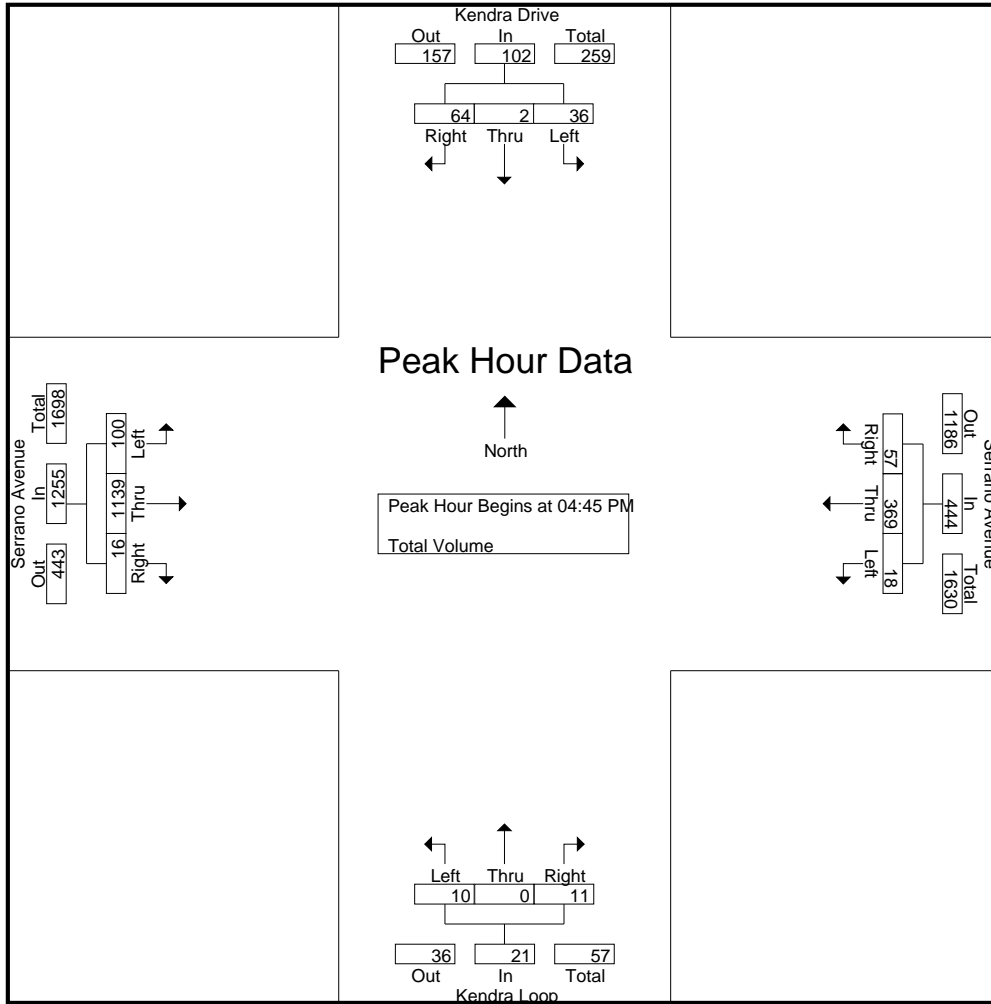 Kendra Drive
Out In Total
157 102 259
64 2 36
Right Thru Left
Peak Hour Data
North
Peak Hour Begins at 04:45 PM
Total Volume
Serrano Avenue
Out In Total
443 1255 1698
Left Thru Right
100 1139 16
Serrano Avenue
Out In Total
1186 444 1630
Right Thru Left
57 369 18
Left Thru Right
10 0 11
36 21 57
Out In Total
Kendra Loop